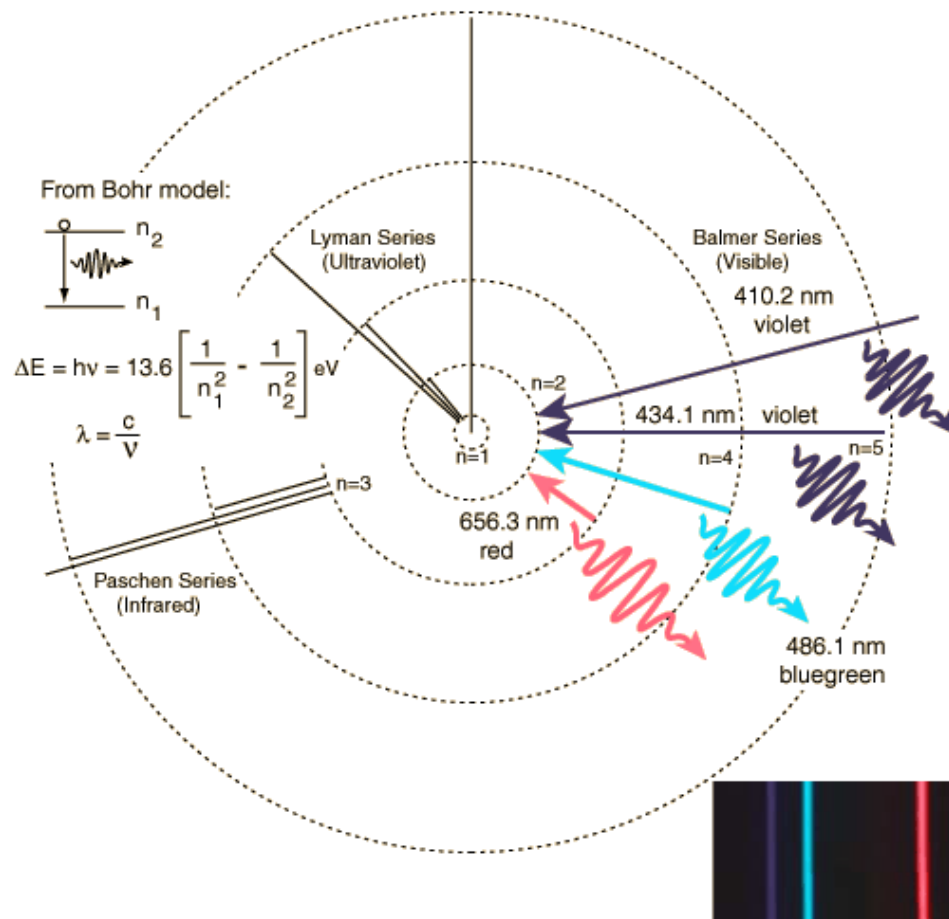 From Bohr model:
n₂
n₁
ΔE = hν = 13.6 [ 1/n₁² - 1/n₂² ] eV
λ = c/ν
Lyman Series
(Ultraviolet)
Balmer Series
(Visible)
410.2 nm
violet
n=2
434.1 nm violet
n=1
n=4
n=5
n=3
656.3 nm
red
Paschen Series
(Infrared)
486.1 nm
bluegreen